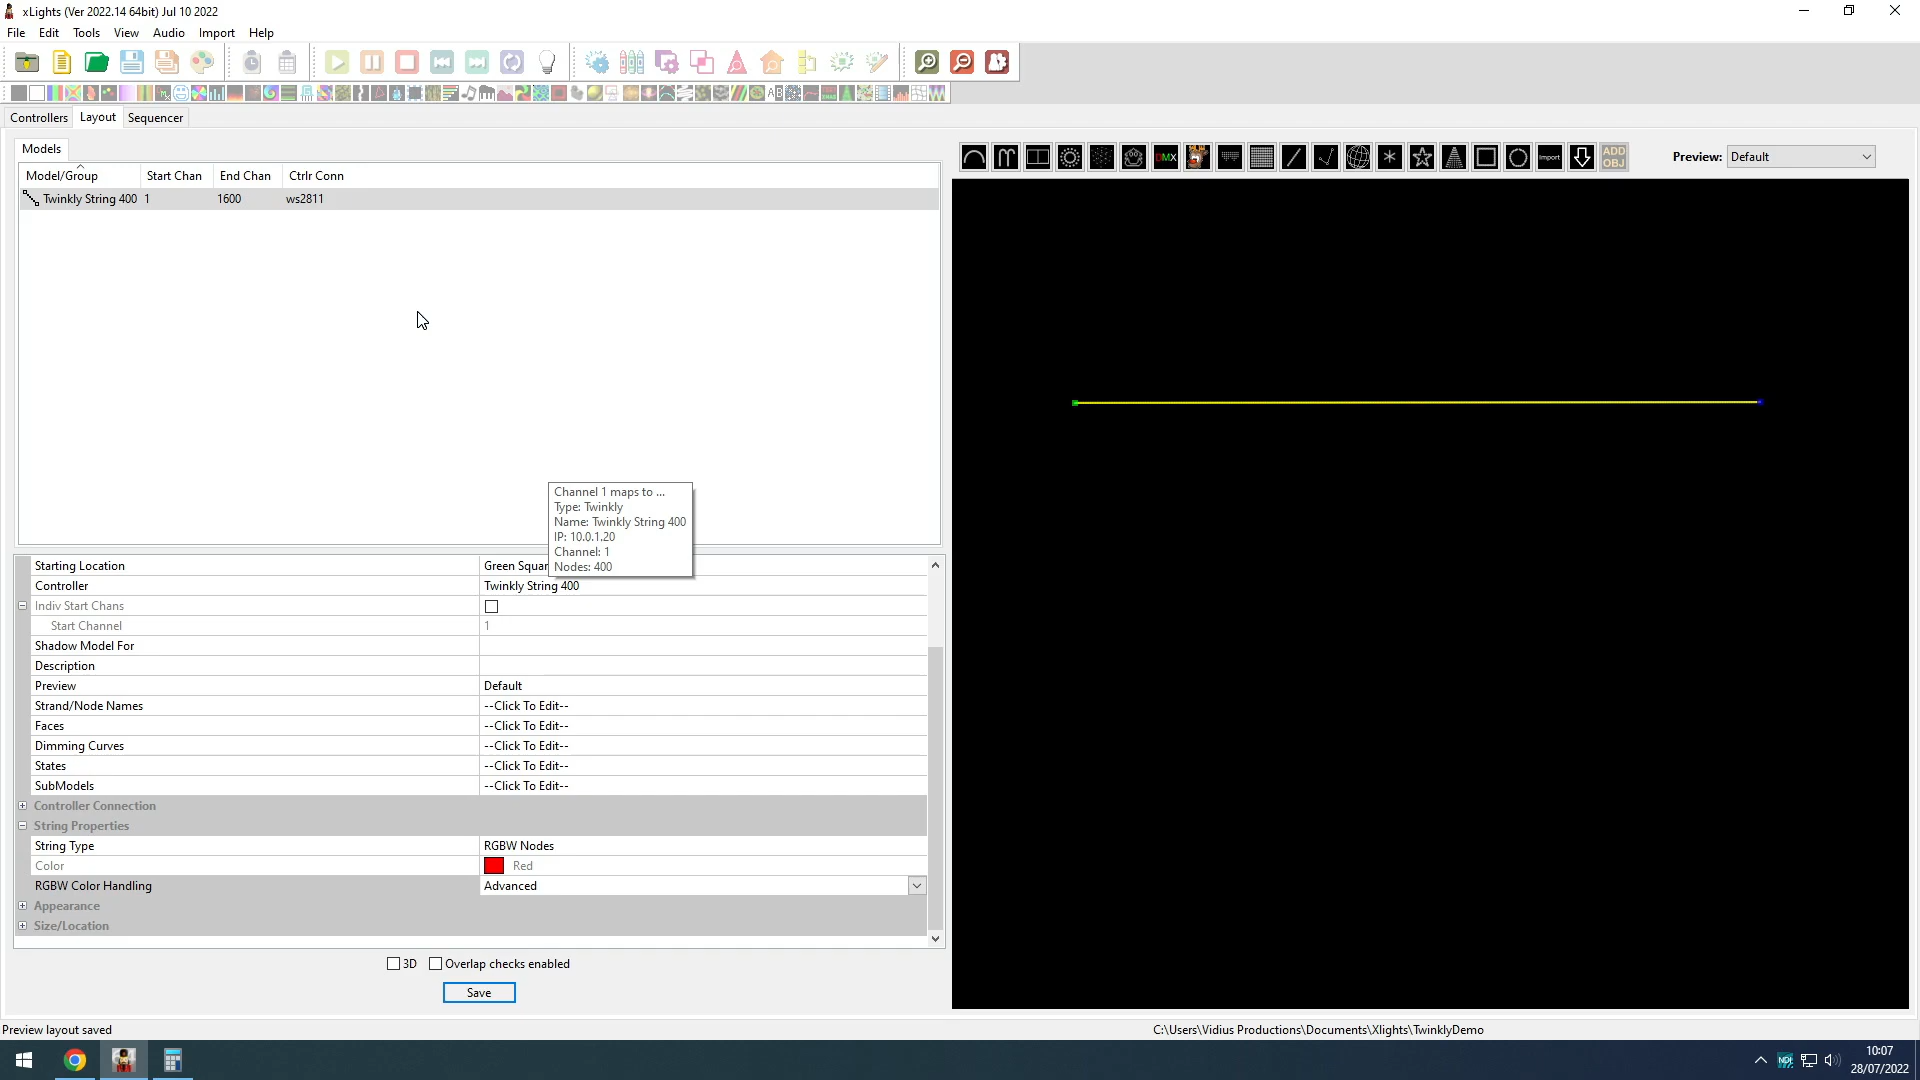 xLights (Ver 2022.14 64bit) Jul 10 2022
File Edit Tools View Audio Import Help
Controllers Layout Sequencer
Models
Model/Group Start Chan End Chan Ctrlr Conn
Twinkly String 400 1 1600 ws2811
DMX
Import
ADD
OBJ
Preview: Default
Channel 1 maps to ...
Type: Twinkly
Name: Twinkly String 400
IP: 10.0.1.20
Channel: 1
Nodes: 400
Starting Location Green Squar
Controller Twinkly String 400
Indiv Start Chans
Start Channel 1
Shadow Model For
Description
Preview Default
Strand/Node Names --Click To Edit--
Faces --Click To Edit--
Dimming Curves --Click To Edit--
States --Click To Edit--
SubModels --Click To Edit--
Controller Connection
String Properties
String Type RGBW Nodes
Color Red
RGBW Color Handling Advanced
Appearance
Size/Location
3D Overlap checks enabled
Save
Preview layout saved C:\Users\Vidius Productions\Documents\Xlights\TwinklyDemo
NDI
10:07
28/07/2022